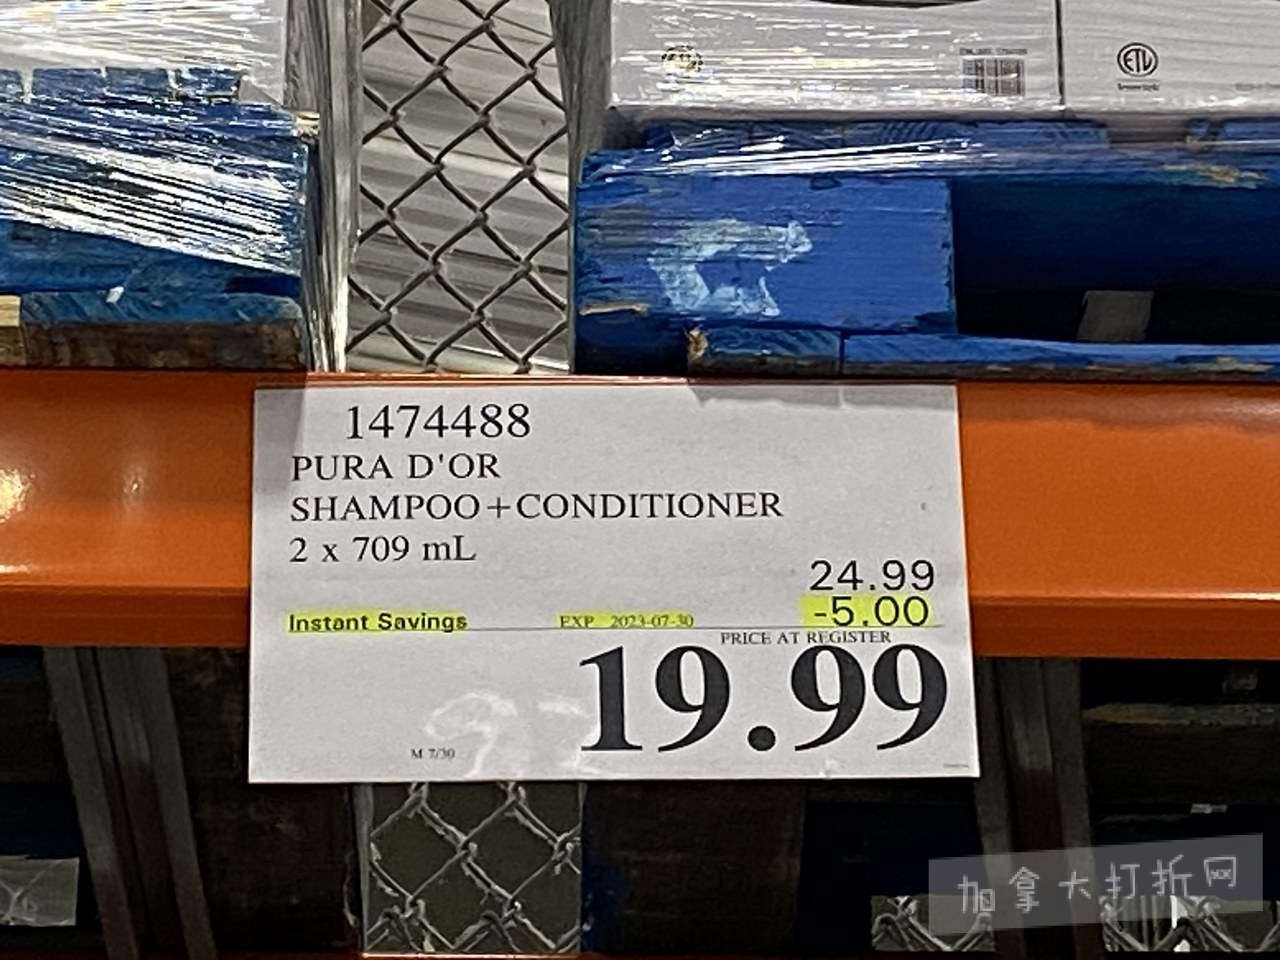 ETL
1474488
PURA D'OR
SHAMPOO+CONDITIONER
2 x 709 mL
24.99
Instant Savings EXP 2023-07-30 -5.00
PRICE AT REGISTER
19.99
M 7/30
加拿大打折网